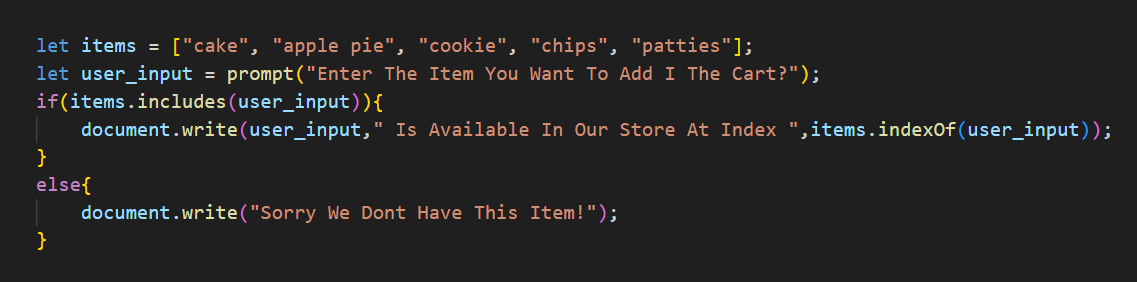 let items = ["cake", "apple pie", "cookie", "chips", "patties"];
let user_input = prompt("Enter The Item You Want To Add I The Cart?");
if(items.includes(user_input)){
    document.write(user_input," Is Available In Our Store At Index ",items.indexOf(user_input));
}
else{
    document.write("Sorry We Dont Have This Item!");
}